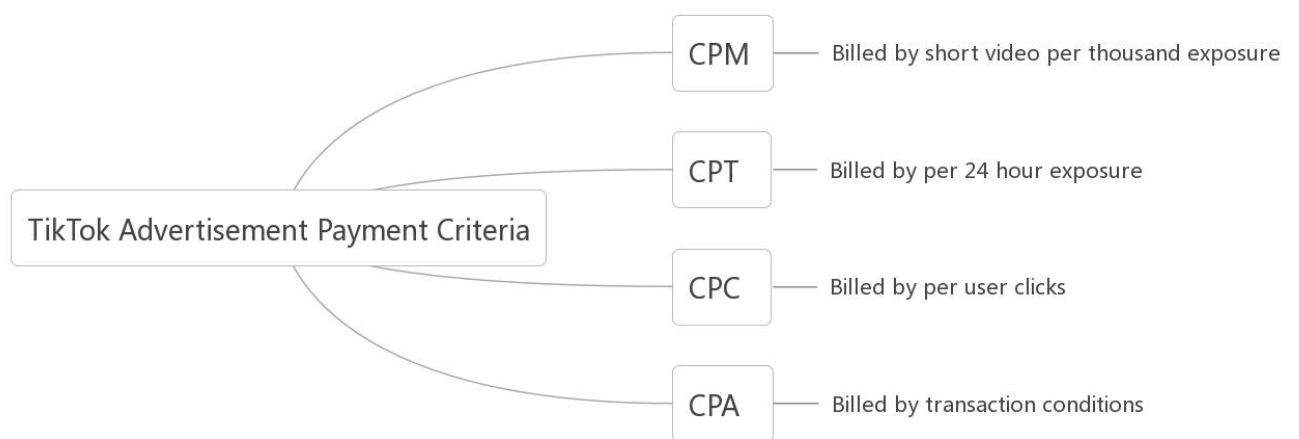 TikTok Advertisement Payment Criteria
CPM
Billed by short video per thousand exposure
CPT
Billed by per 24 hour exposure
CPC
Billed by per user clicks
CPA
Billed by transaction conditions